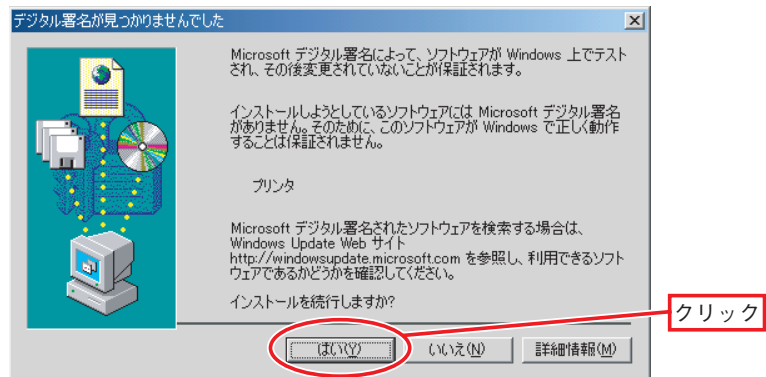 デジタル署名が見つかりませんでした
Microsoft デジタル署名によって、ソフトウェアが Windows 上でテスト
され、その後変更されていないことが保証されます。
インストールしようとしているソフトウェアには Microsoft デジタル署名
がありません。そのために、このソフトウェアが Windows で正しく動作
することは保証されません。
プリンタ
Microsoft デジタル署名されたソフトウェアを検索する場合は、
Windows Update Web サイト
http://windowsupdate.microsoft.com を参照し、利用できるソフト
ウェアであるかどうかを確認してください。
インストールを続行しますか?
クリック
はい(Y) いいえ(N) 詳細情報(M)